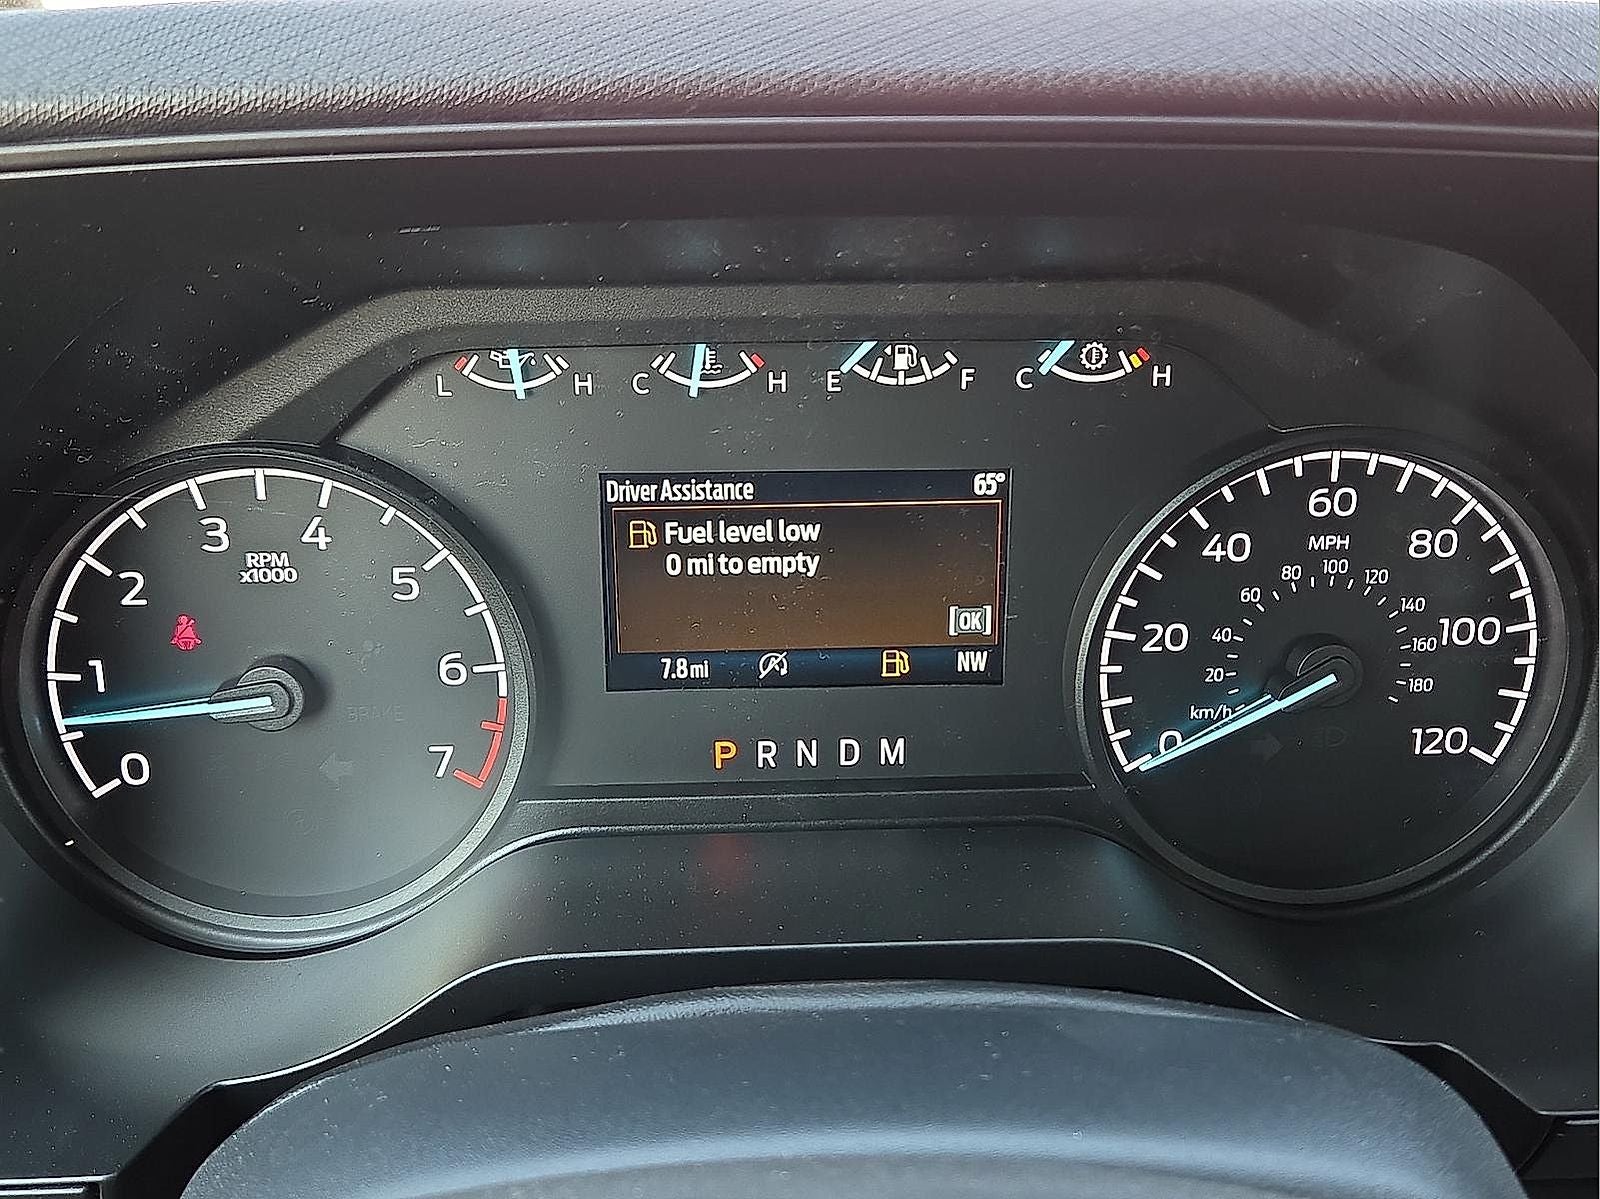 L H C H E F C H
Driver Assistance 65°
Fuel level low
0 mi to empty
[OK]
7.8 mi NW
P R N D M
0 1 2 3 4 5 6 7
RPM
x1000
BRAKE
0 20 40 60 80 100 120
MPH
20 40 60 80 100 120 140 160 180
km/h